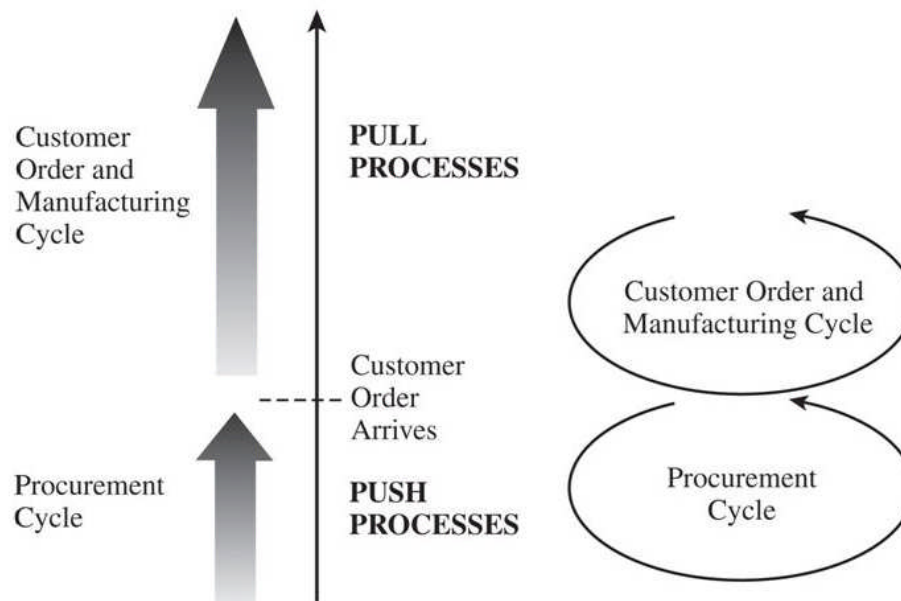 Customer
Order and
Manufacturing
Cycle
PULL
PROCESSES
Customer Order and
Manufacturing Cycle
Customer
Order
Arrives
Procurement
Cycle
PUSH
PROCESSES
Procurement
Cycle